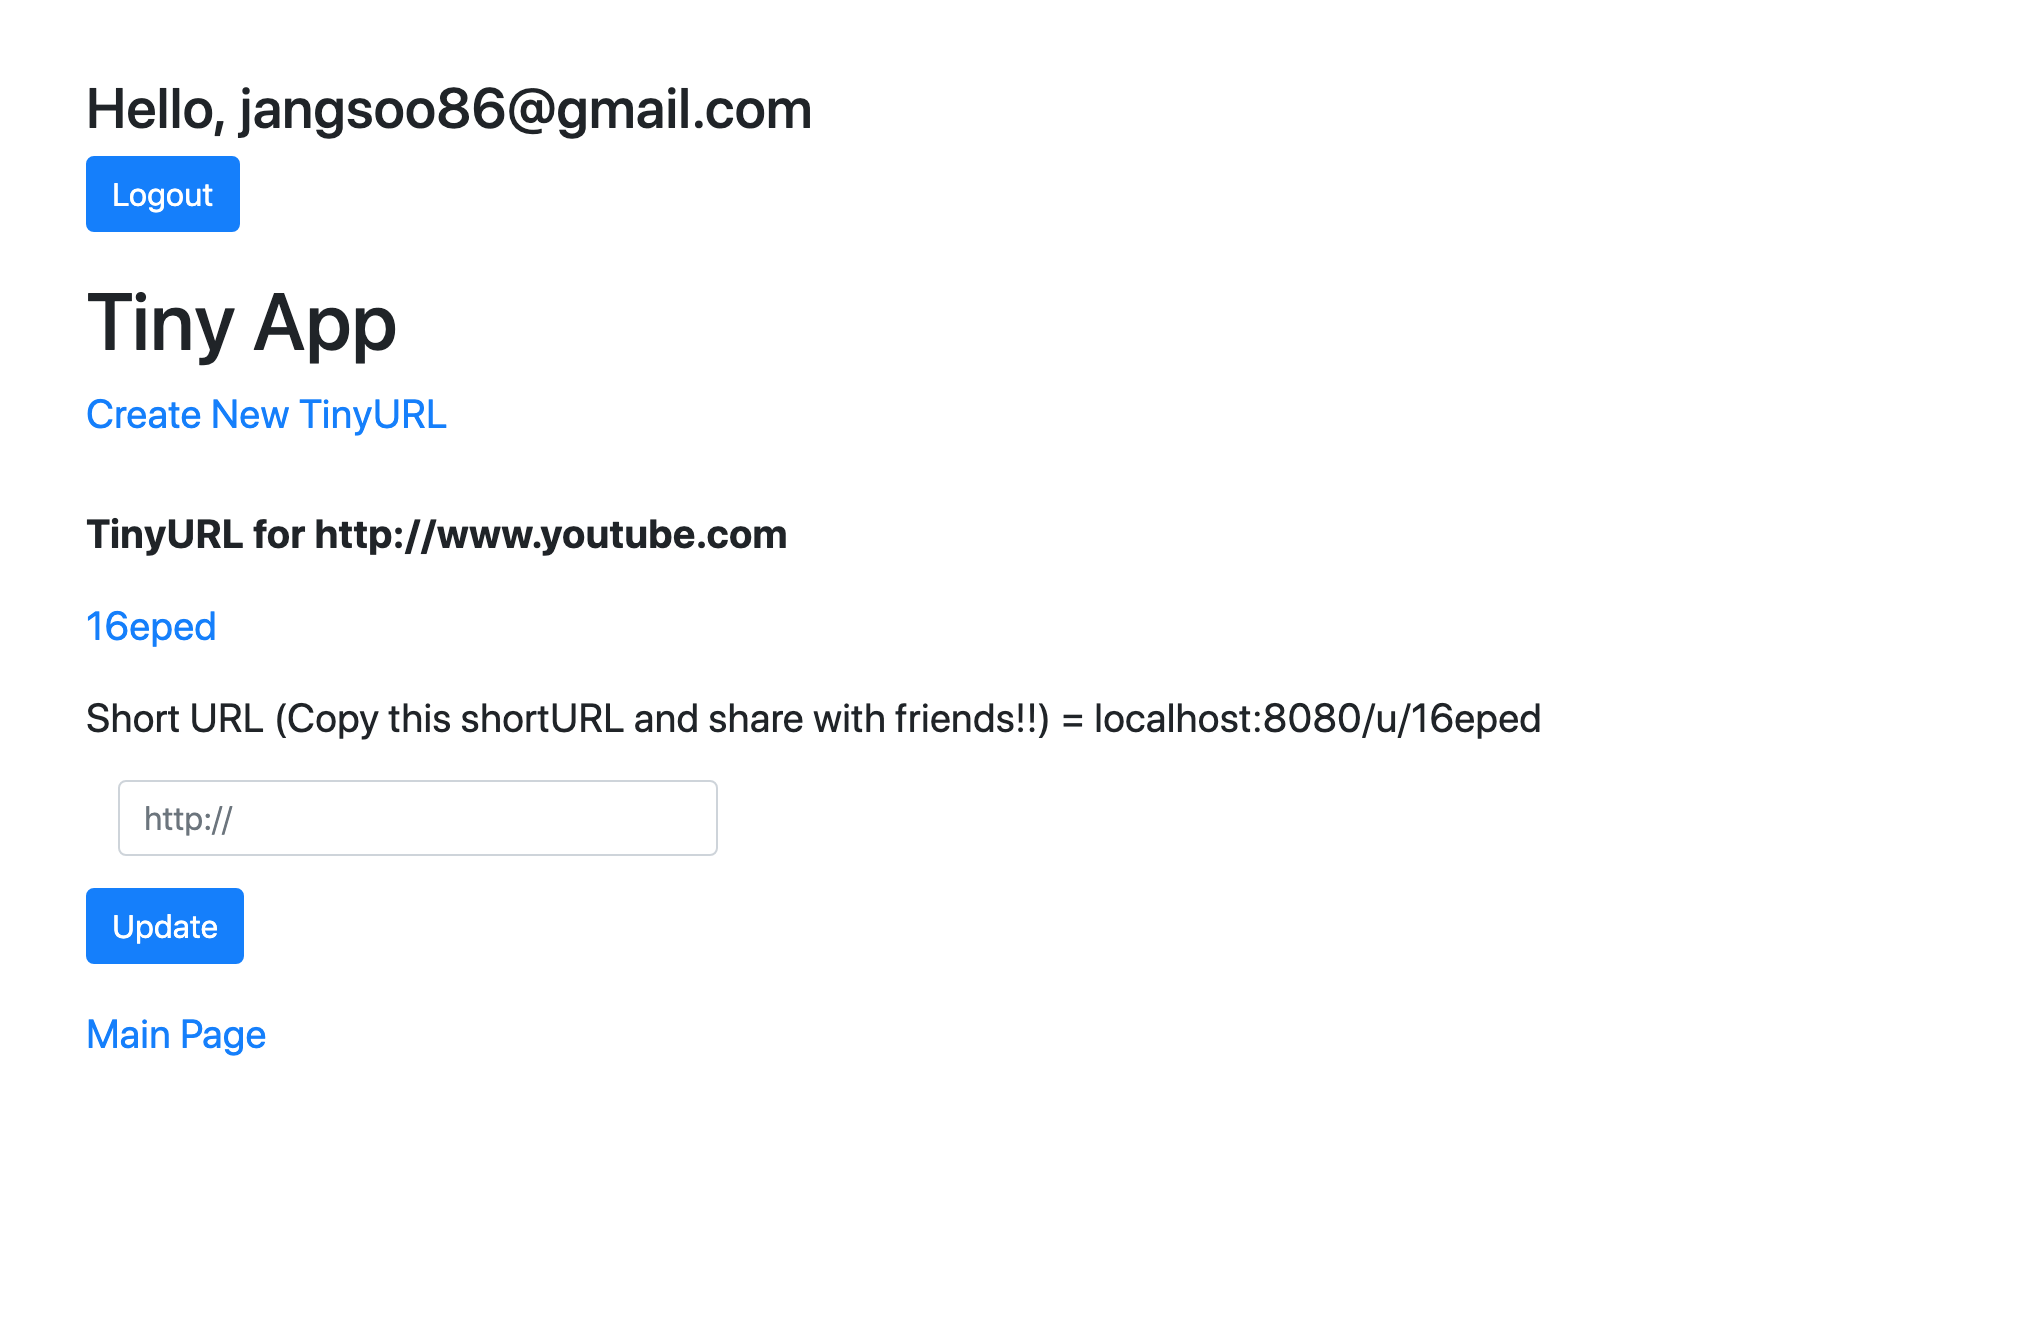 Hello, jangsoo86@gmail.com
Logout
Tiny App
Create New TinyURL
TinyURL for http://www.youtube.com
16eped
Short URL (Copy this shortURL and share with friends!!) = localhost:8080/u/16eped
http://
Update
Main Page